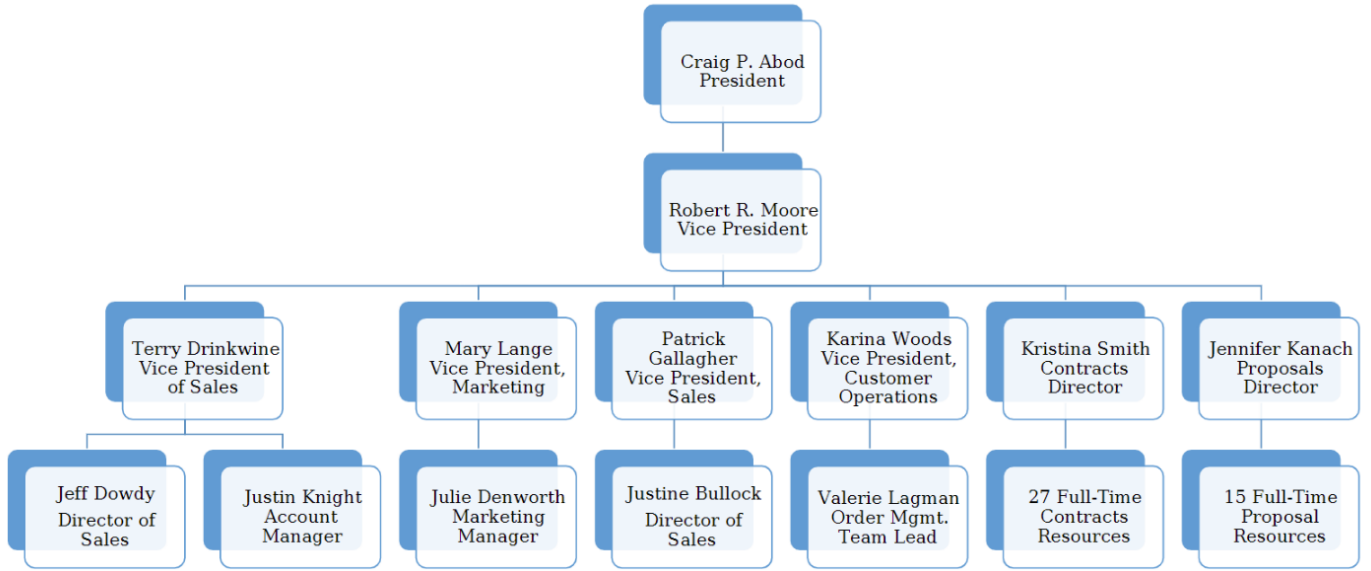 Craig P. Abod
President
Robert R. Moore
Vice President
Terry Drinkwine
Vice President
of Sales
Mary Lange
Vice President,
Marketing
Patrick
Gallagher
Vice President,
Sales
Karina Woods
Vice President,
Customer
Operations
Kristina Smith
Contracts
Director
Jennifer Kanach
Proposals
Director
Jeff Dowdy
Director of
Sales
Justin Knight
Account
Manager
Julie Denworth
Marketing
Manager
Justine Bullock
Director of
Sales
Valerie Lagman
Order Mgmt.
Team Lead
27 Full-Time
Contracts
Resources
15 Full-Time
Proposal
Resources